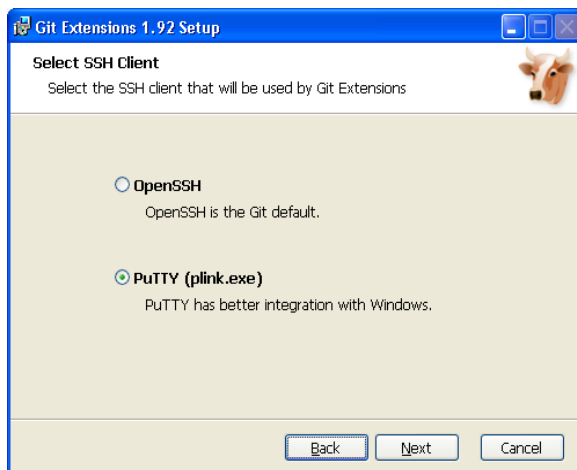 Git Extensions 1.92 Setup
Select SSH Client
Select the SSH client that will be used by Git Extensions
OpenSSH
OpenSSH is the Git default.
PuTTY (plink.exe)
PuTTY has better integration with Windows.
Back Next Cancel